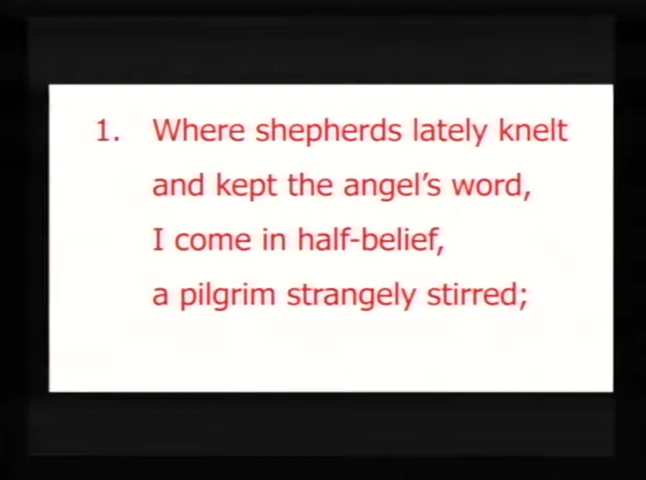 1. Where shepherds lately knelt
and kept the angel's word,
I come in half-belief,
a pilgrim strangely stirred;